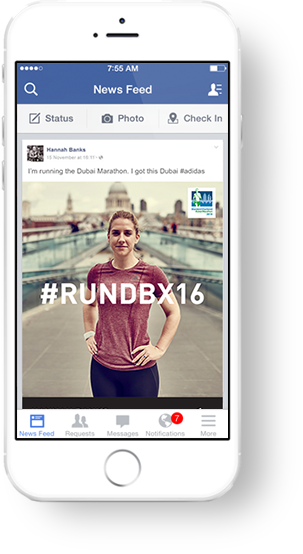 7:55 AM
News Feed
Status
Photo
Check In
Hannah Banks
15 November at 19:11
I'm running the Dubai Marathon. I got this Dubai #adidas
#RUNDBX16
7
News Feed
Requests
Messages
Notifications
More